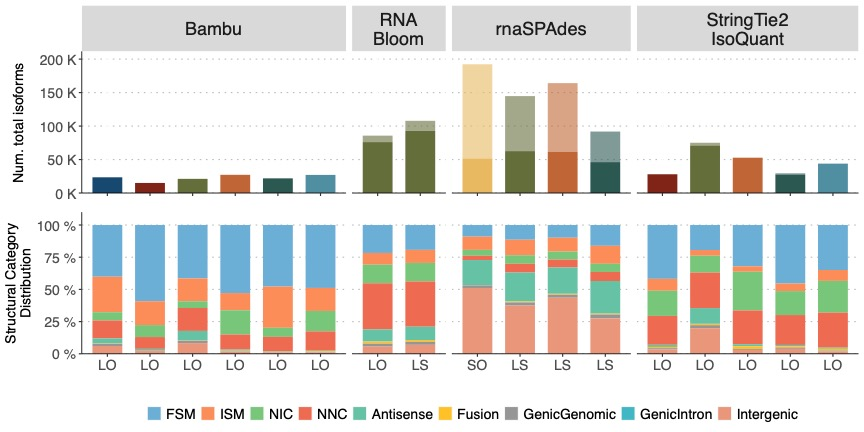 Bambu
RNA
Bloom
rnaSPAdes
StringTie2
IsoQuant
Num. total isoforms
200 K
150 K
100 K
50 K
0 K
Structural Category
Distribution
100 %
75 %
50 %
25 %
0 %
LO LO LO LO LO LO LO LS SO LS LS LS LO LO LO LO LO
FSM ISM NIC NNC Antisense Fusion GenicGenomic GenicIntron Intergenic